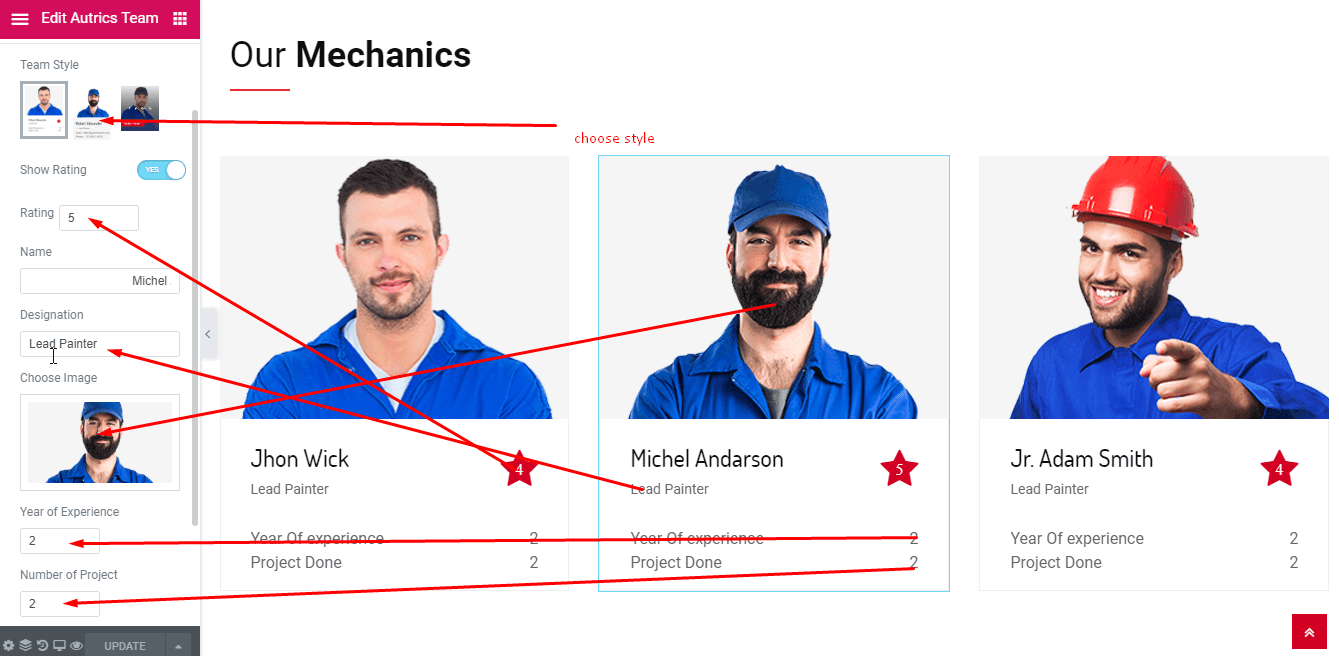 Edit Autrics Team
Team Style
Show Rating
YES
Rating
5
Name
Michel
Designation
Lead Painter
Choose Image
Year of Experience
2
Number of Project
2
UPDATE
Our Mechanics
choose style
Jhon Wick
4
Lead Painter
Year Of experience 2
Project Done 2
Michel Andarson
5
Lead Painter
Year Of experience 2
Project Done 2
Jr. Adam Smith
4
Lead Painter
Year Of experience 2
Project Done 2